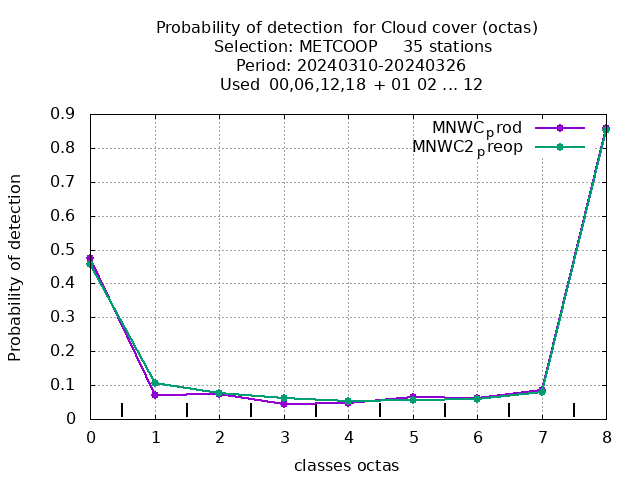 Probability of detection  for Cloud cover (octas)
Selection: METCOOP     35 stations
Period: 20240310-20240326
Used  00,06,12,18  + 01 02 ... 12
MNWCprod
MNWC2preop
Probability of detection
0.9
0.8
0.7
0.6
0.5
0.4
0.3
0.2
0.1
0
0 1 2 3 4 5 6 7 8
classes octas